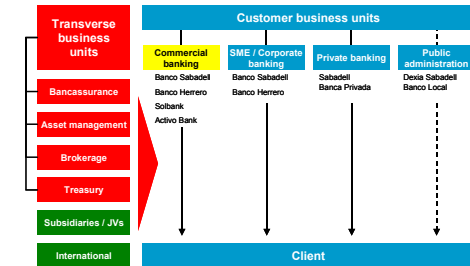 Transverse
business
units
Bancassurance
Asset management
Brokerage
Treasury
Subsidiaries / JVs
International
Customer business units
Commercial
banking
Banco Sabadell
Banco Herrero
Solbank
Activo Bank
SME / Corporate
banking
Banco Sabadell
Banco Herrero
Private banking
Sabadell
Banca Privada
Public
administration
Dexia Sabadell
Banco Local
Client